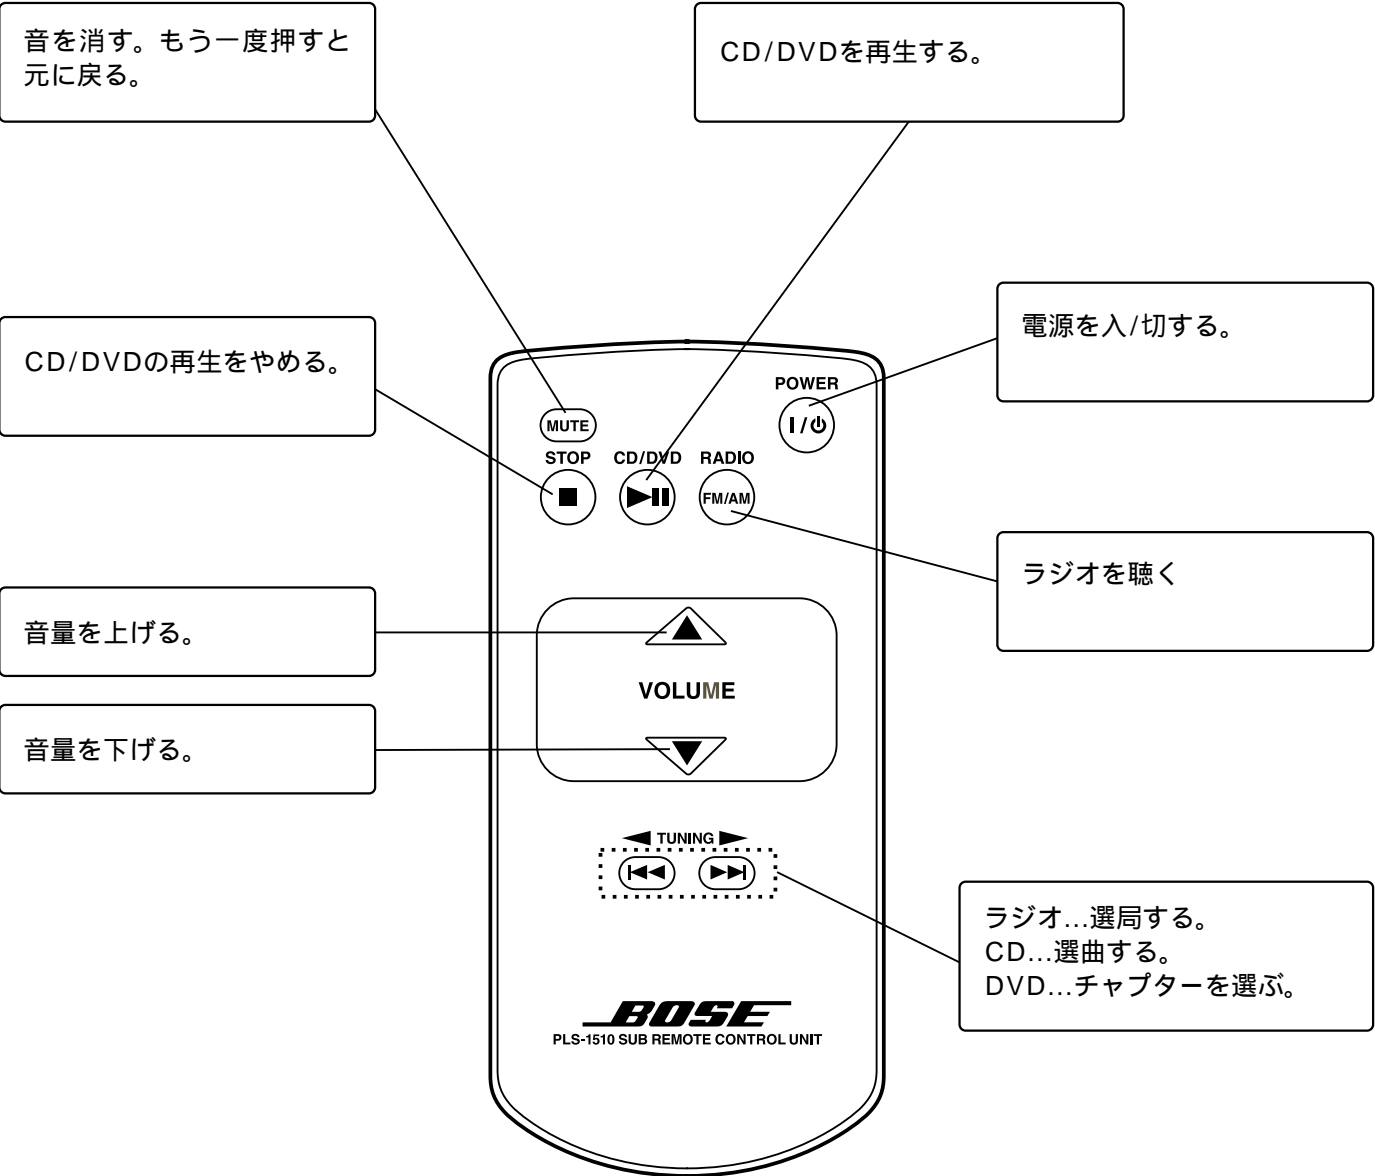 音を消す。もう一度押すと
元に戻る。
CD/DVDを再生する。
電源を入/切する。
CD/DVDの再生をやめる。
POWER
MUTE
I/⏻
STOP CD/DVD RADIO
FM/AM
ラジオを聴く
音量を上げる。
VOLUME
音量を下げる。
TUNING
ラジオ...選局する。
CD...選曲する。
DVD...チャプターを選ぶ。
BOSE
PLS-1510 SUB REMOTE CONTROL UNIT